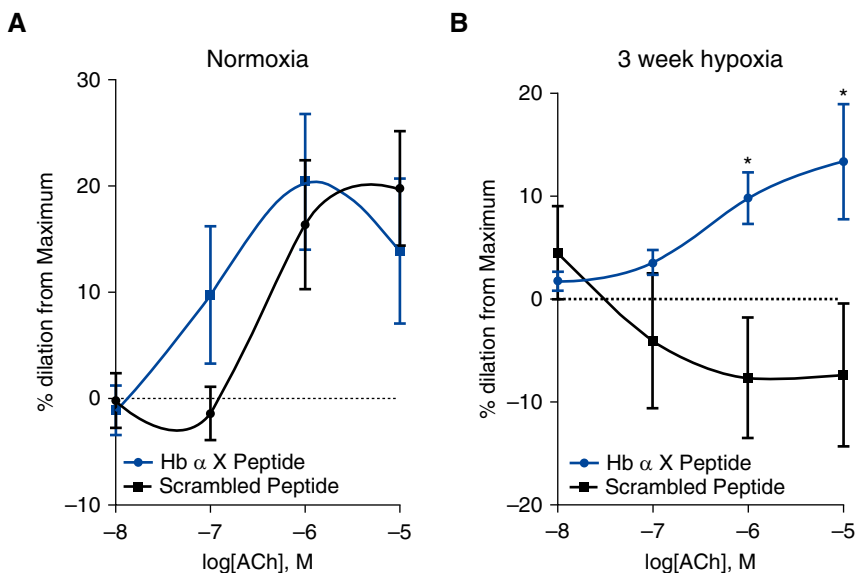 A
Normoxia
% dilation from Maximum
30
20
10
0
–10
Hb α X Peptide
Scrambled Peptide
–8
–7
–6
–5
log[ACh], M
B
3 week hypoxia
% dilation from Maximum
20
10
0
–10
–20
*
*
Hb α X Peptide
Scrambled Peptide
–8
–7
–6
–5
log[ACh], M